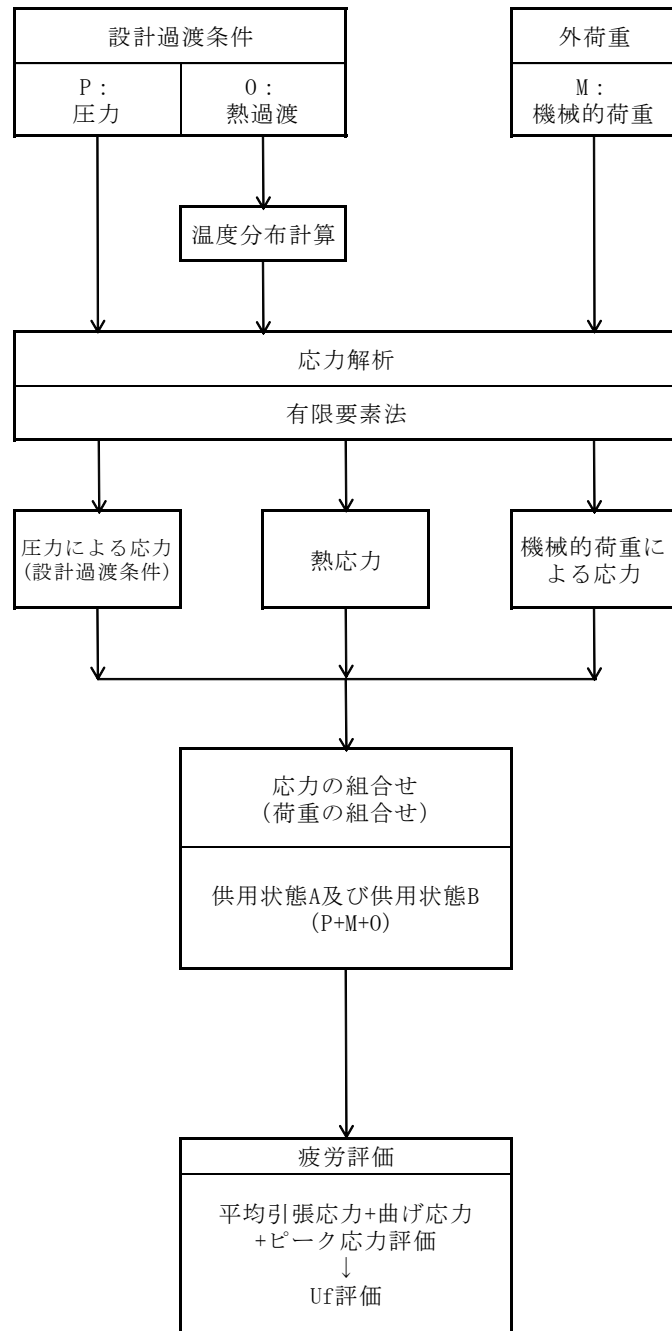 設計過渡条件
外荷重
P：
圧力
O：
熱過渡
M：
機械的荷重
温度分布計算
応力解析
有限要素法
圧力による応力
(設計過渡条件)
熱応力
機械的荷重に
よる応力
応力の組合せ
(荷重の組合せ)
供用状態A及び供用状態B
(P+M+O)
疲労評価
平均引張応力+曲げ応力
+ピーク応力評価
↓
Uf評価